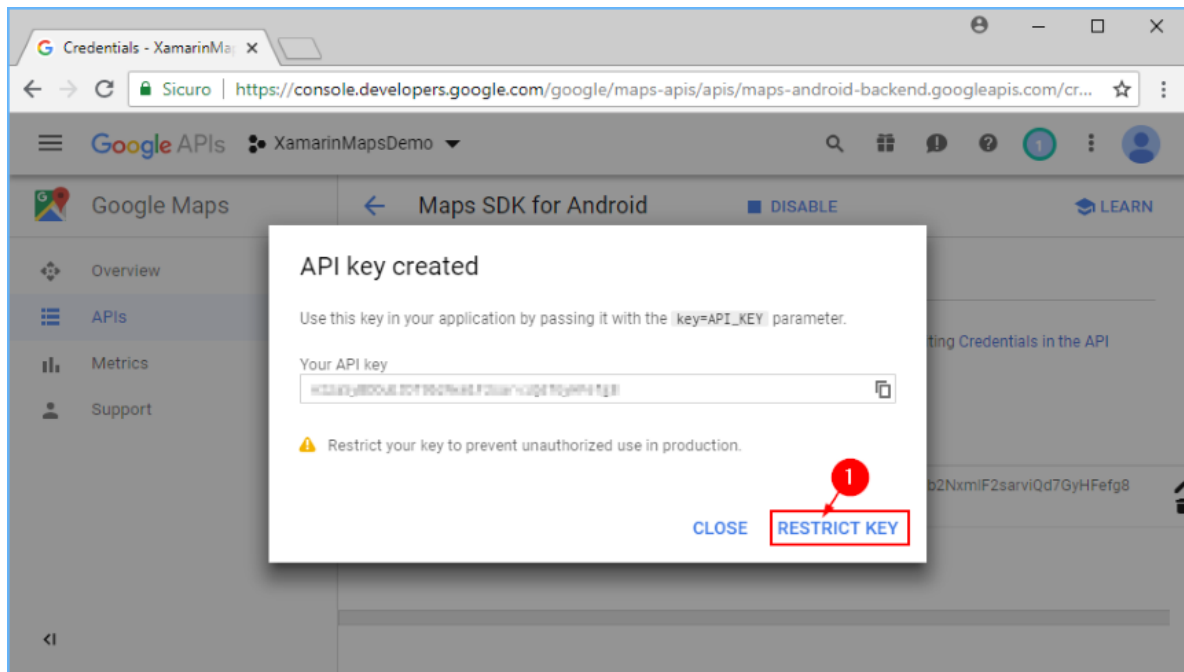 Credentials - XamarinMa
Sicuro | https://console.developers.google.com/google/maps-apis/apis/maps-android-backend.googleapis.com/cr...
Google APIs XamarinMapsDemo 1
Google Maps
Maps SDK for Android DISABLE LEARN
Overview
APIs
Metrics
Support
ting Credentials in the API
API key created
Use this key in your application by passing it with the key=API_KEY parameter.
Your API key
Restrict your key to prevent unauthorized use in production.
1
CLOSE RESTRICT KEY